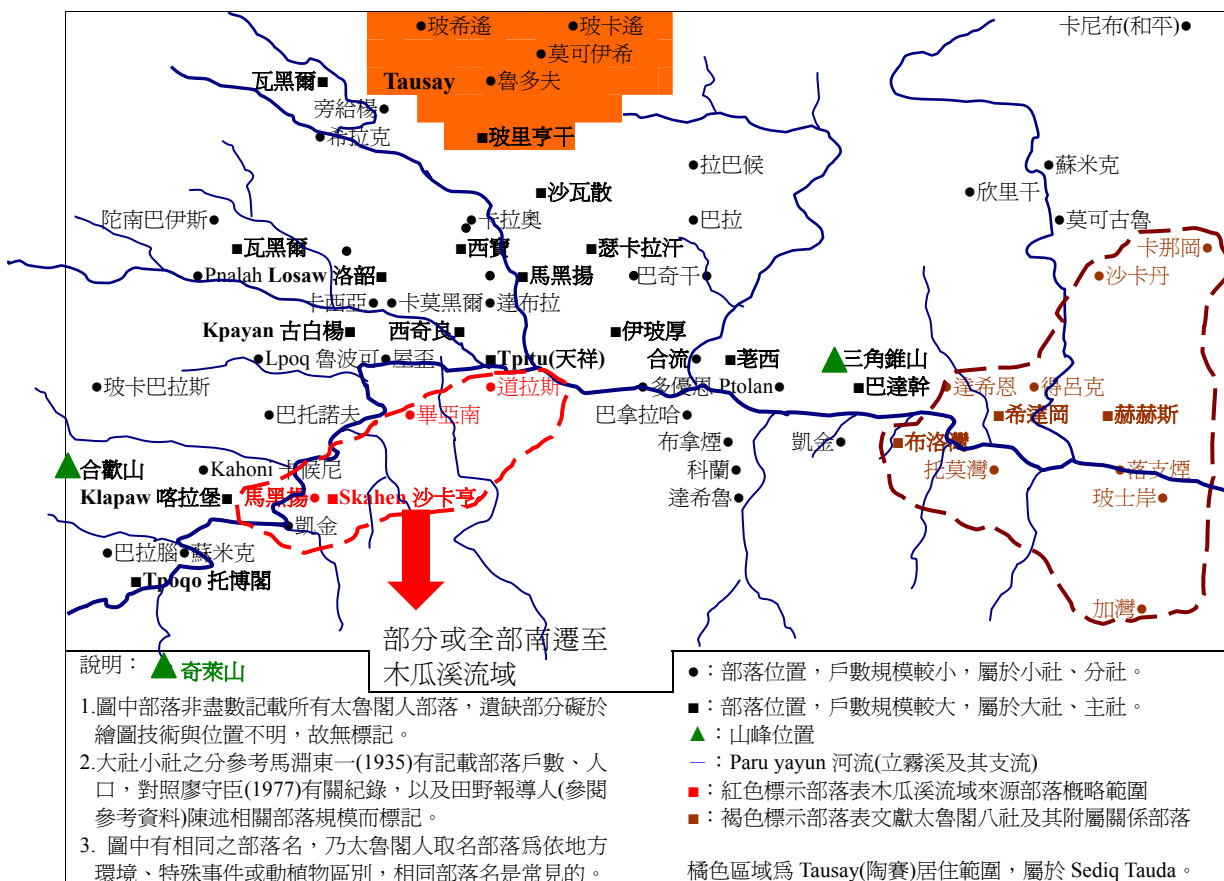 ●玻希遙 ●玻卡遙 卡尼布(和平)●
●莫可伊希
瓦黑爾■ Tausay ●魯多夫
旁給楊●
●希拉克 ■玻里亨干
●拉巴候 ●蘇米克
■沙瓦散 ●欣里干
陀南巴伊斯● ●卡拉奧 ●巴拉 ●莫可古魯
■瓦黑爾 ■西寶 ■瑟卡拉汗 卡那岡●
●Pnalah Losaw 洛韶■ ■馬黑揚 ●巴奇干● ●沙卡丹
卡西亞● ●卡莫黑爾 ●達布拉
Kpayan 古白楊■ 西奇良■ ■伊玻厚
●Lpoq 魯波可 ●屋歪 ■Tpitu(天祥) 合流● ■荖西 ▲三角錐山
●玻卡巴拉斯 ●道拉斯 ●多優恩 Ptolan● ■巴達幹 ●達希恩 ●得呂克
●巴托諾夫 ●畢亞南 巴拿拉哈● ■希達岡 ■赫赫斯
布拿煙● 凱金● ■布洛灣
▲合歡山 ●Kahoni 卡候尼 科蘭● 托莫灣● ●落支煙
Klapaw 喀拉堡■ 馬黑揚● ■Skahen 沙卡亨 達希魯● 玻士岸●
●凱金
●巴拉腦 ●蘇米克
■Tpoqo 托博閣
加灣●
部分或全部南遷至
木瓜溪流域
說明： ▲奇萊山
1.圖中部落非盡數記載所有太魯閣人部落，遺缺部分礙於
繪圖技術與位置不明，故無標記。
2.大社小社之分參考馬淵東一(1935)有記載部落戶數、人
口，對照廖守臣(1977)有關紀錄，以及田野報導人(參閱
參考資料)陳述相關部落規模而標記。
3. 圖中有相同之部落名，乃太魯閣人取名部落為依地方
環境、特殊事件或動植物區別，相同部落名是常見的。
●：部落位置，戶數規模較小，屬於小社、分社。
■：部落位置，戶數規模較大，屬於大社、主社。
▲：山峰位置
－：Paru yayun 河流(立霧溪及其支流)
■：紅色標示部落表木瓜溪流域來源部落概略範圍
■：褐色標示部落表文獻太魯閣八社及其附屬關係部落
橘色區域為 Tausay(陶賽)居住範圍，屬於 Sediq Tauda。